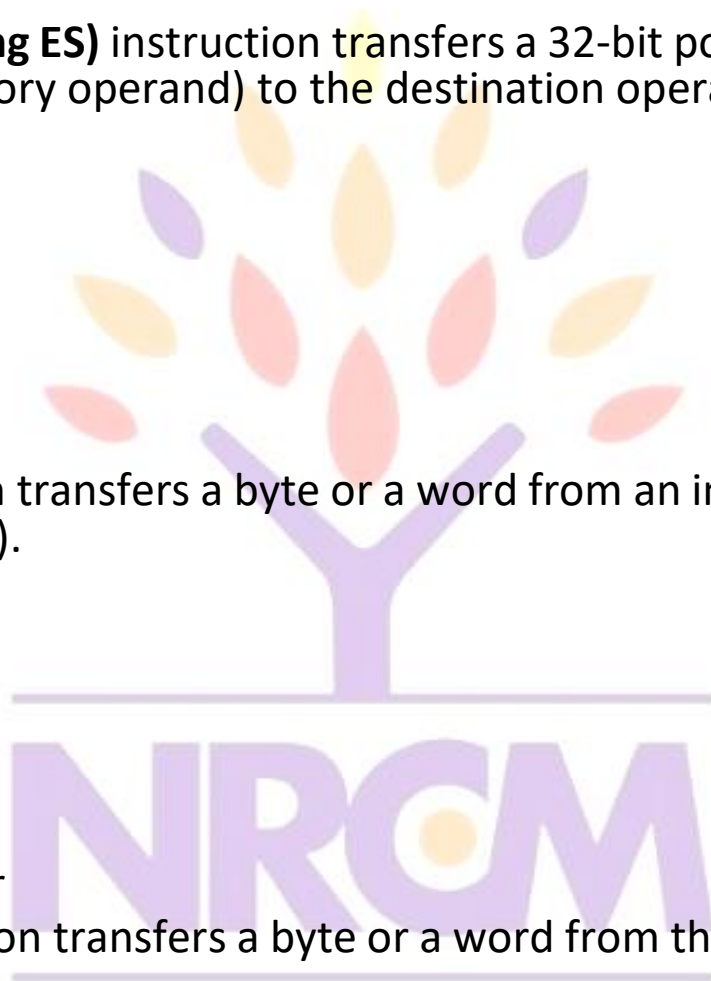 ng ES) instruction transfers a 32-bit po
ory operand) to the destination opera
n transfers a byte or a word from an in
).
r
on transfers a byte or a word from th
NRCM